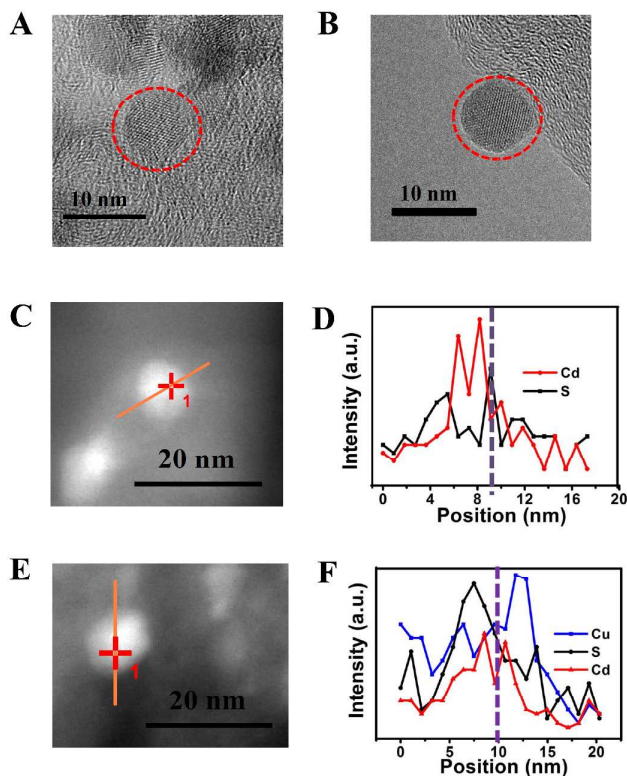 A
B
10 nm
10 nm
C
1
20 nm
D
Intensity (a.u.)
Cd
S
0 4 8 12 16 20
Position (nm)
E
1
20 nm
F
Intensity (a.u.)
Cu
S
Cd
0 5 10 15 20
Position (nm)